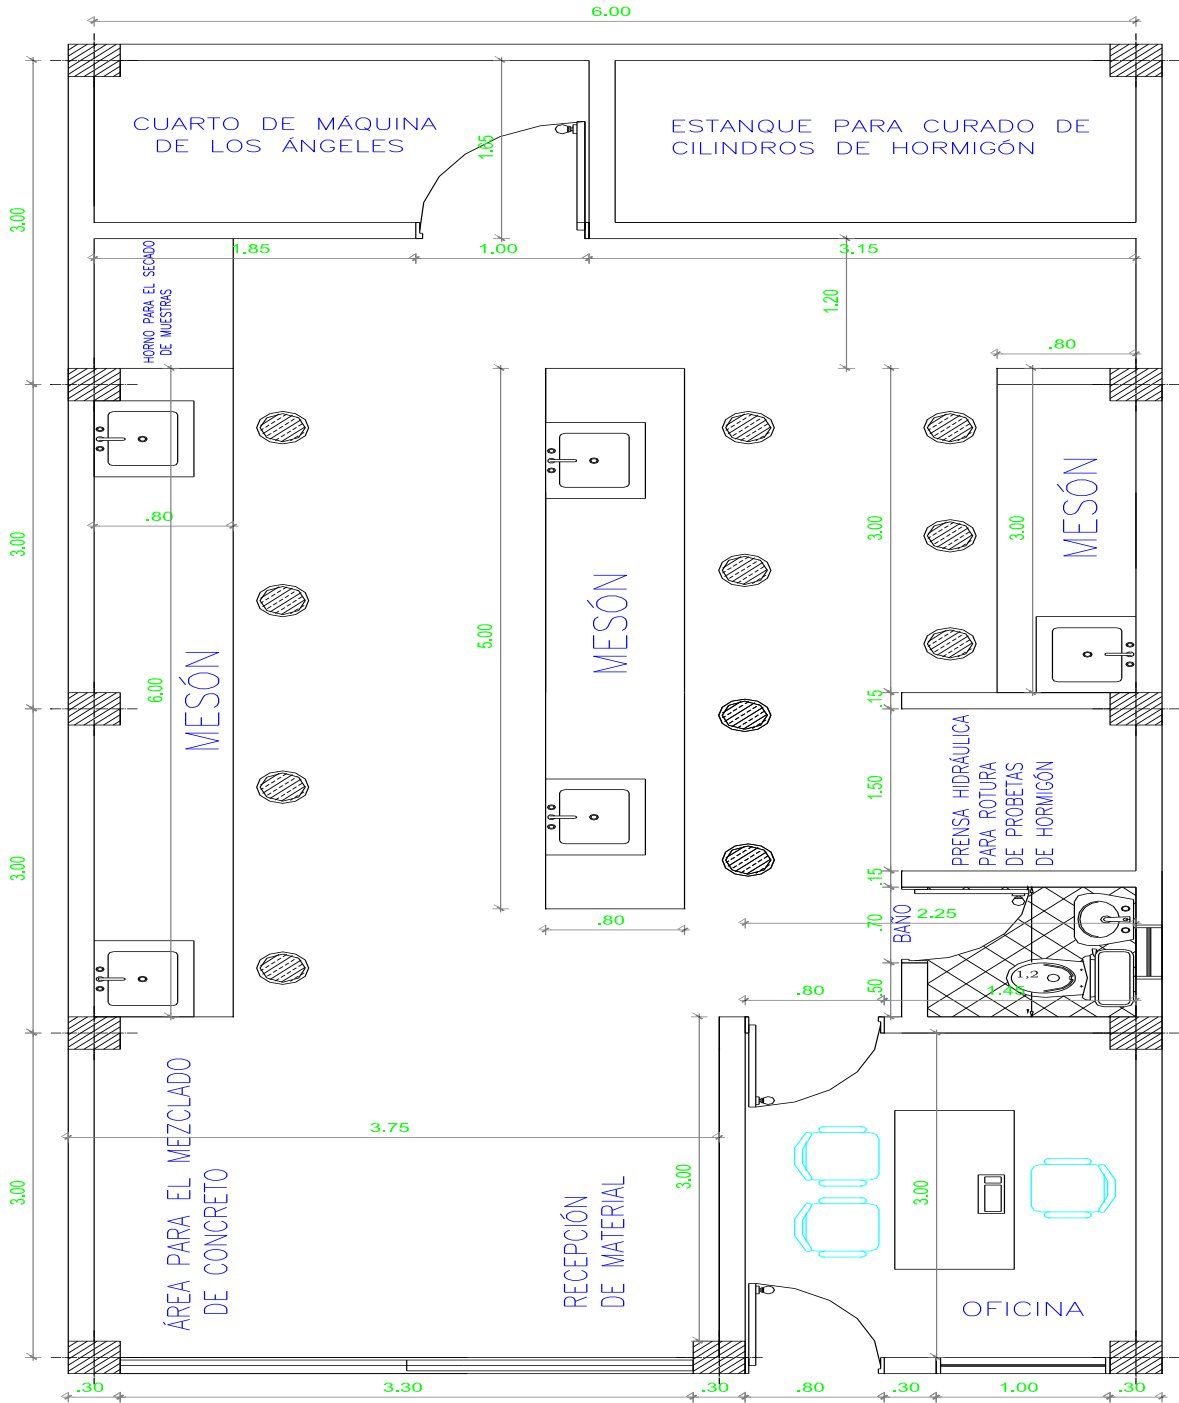 6.00
CUARTO DE MÁQUINA
DE LOS ÁNGELES
1.65
ESTANQUE PARA CURADO DE
CILINDROS DE HORMIGÓN
3.00
1.85
1.00
3.15
HORNO PARA EL SECADO
DE MUESTRAS
1.20
.80
3.00
.80
MESÓN
6.00
5.00
MESÓN
.80
3.00
3.00
MESÓN
.15
1.50
PRENSA HIDRÁULICA
PARA ROTURA
DE PROBETAS
DE HORMIGÓN
.15
3.00
.70
BAÑO
2.25
.50
1,2
1.45
.80
3.00
ÁREA PARA EL MEZCLADO
DE CONCRETO
3.75
3.00
RECEPCIÓN
DE MATERIAL
3.00
OFICINA
.30
3.30
.30
.80
.30
1.00
.30